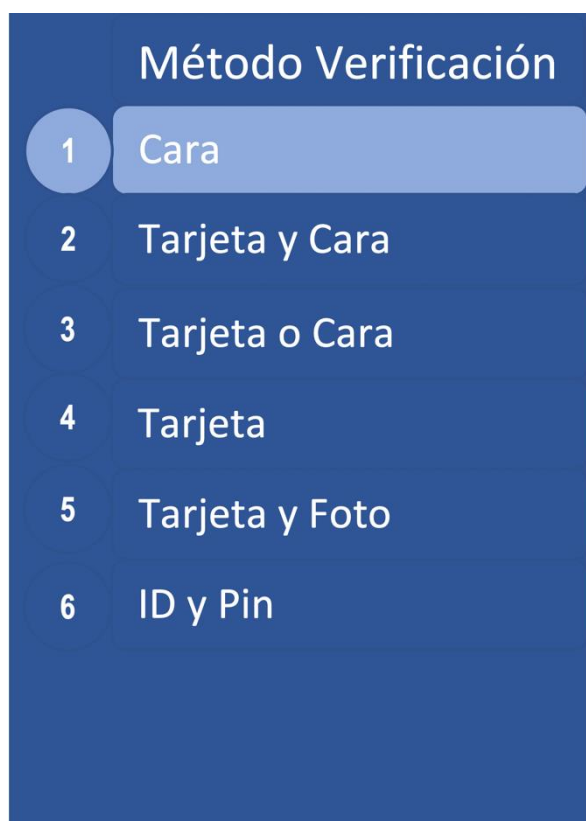 Método Verificación
1 Cara
2 Tarjeta y Cara
3 Tarjeta o Cara
4 Tarjeta
5 Tarjeta y Foto
6 ID y Pin